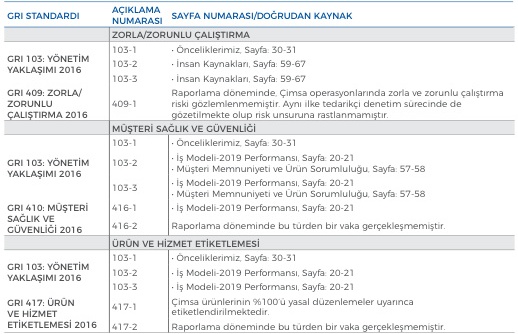 GRI STANDARDI AÇIKLAMA NUMARASI SAYFA NUMARASI/DOĞRUDAN KAYNAK
ZORLA/ZORUNLU ÇALIŞTIRMA
GRI 103: YÖNETİM
YAKLAŞIMI 2016
103-1 • Önceliklerimiz, Sayfa: 30-31
103-2 • İnsan Kaynakları, Sayfa: 59-67
103-3 • İnsan Kaynakları, Sayfa: 59-67
GRI 409: ZORLA/
ZORUNLU
ÇALIŞTIRMA 2016
409-1
Raporlama döneminde, Çimsa operasyonlarında zorla ve zorunlu çalıştırma
riski gözlemlenmemiştir. Aynı ilke tedarikçi denetim sürecinde de
gözetilmekte olup risk unsuruna rastlanmamıştır.
MÜŞTERİ SAĞLIK VE GÜVENLİĞİ
GRI 103: YÖNETİM
YAKLAŞIMI 2016
103-1 • Önceliklerimiz, Sayfa: 30-31
103-2
• İş Modeli-2019 Performansı, Sayfa: 20-21
• Müşteri Memnuniyeti ve Ürün Sorumluluğu, Sayfa: 57-58
103-3
• İş Modeli-2019 Performansı, Sayfa: 20-21
• Müşteri Memnuniyeti ve Ürün Sorumluluğu, Sayfa: 57-58
GRI 410: MÜŞTERİ
SAĞLIK VE
GÜVENLİĞİ 2016
416-1 • İş Modeli-2019 Performansı, Sayfa: 20-21
416-2 Raporlama döneminde bu türden bir vaka gerçekleşmemiştir.
ÜRÜN VE HİZMET ETİKETLEMESİ
GRI 103: YÖNETİM
YAKLAŞIMI 2016
103-1 • Önceliklerimiz, Sayfa: 30-31
103-2 • İş Modeli-2019 Performansı, Sayfa: 20-21
103-3 • İş Modeli-2019 Performansı, Sayfa: 20-21
GRI 417: ÜRÜN
VE HİZMET
ETİKETLEMESİ 2016
417-1
Çimsa ürünlerinin %100'ü yasal düzenlemeler uyarınca
etiketlendirilmektedir.
417-2 Raporlama döneminde bu türden bir vaka gerçekleşmemiştir.